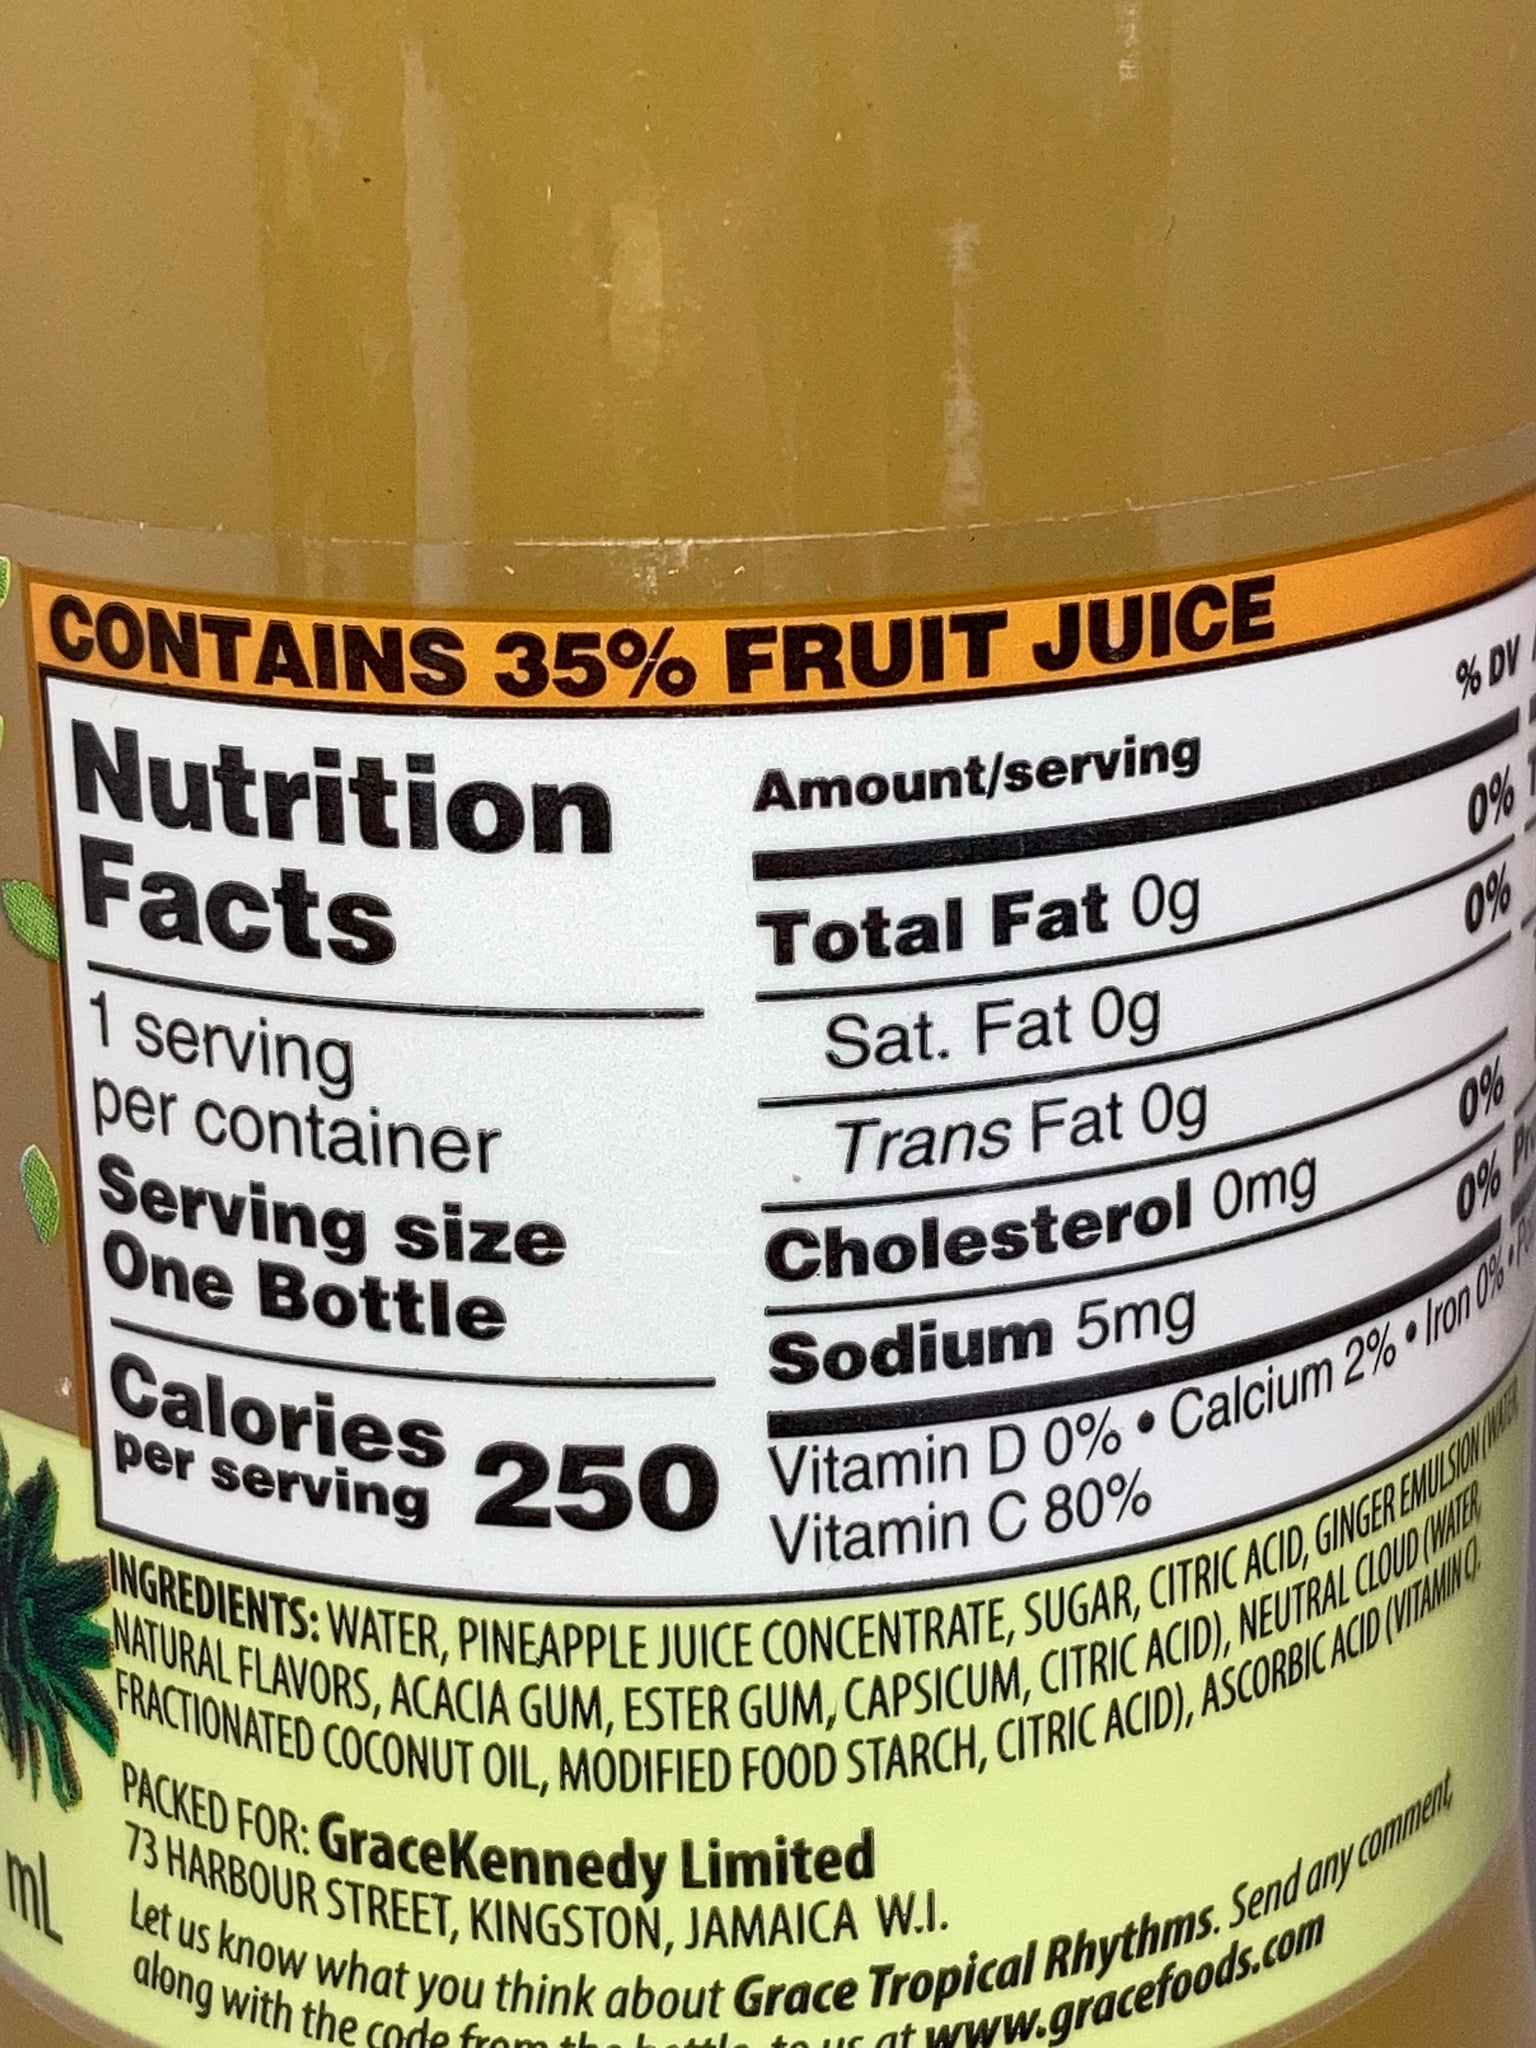 CONTAINS 35% FRUIT JUICE
Nutrition
Facts
1 serving
per container
Serving size
One Bottle
Calories
per serving 250
Amount/serving % DV
Total Fat 0g 0%
Sat. Fat 0g 0%
Trans Fat 0g
Cholesterol 0mg 0%
Sodium 5mg 0%
Vitamin D 0% • Calcium 2% • Iron 0% •
Vitamin C 80%
INGREDIENTS: WATER, PINEAPPLE JUICE CONCENTRATE, SUGAR, CITRIC ACID, GINGER EMULSION (WATER,
NATURAL FLAVORS, ACACIA GUM, ESTER GUM, CAPSICUM, CITRIC ACID), NEUTRAL CLOUD (WATER,
FRACTIONATED COCONUT OIL, MODIFIED FOOD STARCH, CITRIC ACID), ASCORBIC ACID (VITAMIN C).
PACKED FOR: GraceKennedy Limited
73 HARBOUR STREET, KINGSTON, JAMAICA W.I.
Let us know what you think about Grace Tropical Rhythms. Send any comment,
along with the code from the bottle, to us at www.gracefoods.com
mL